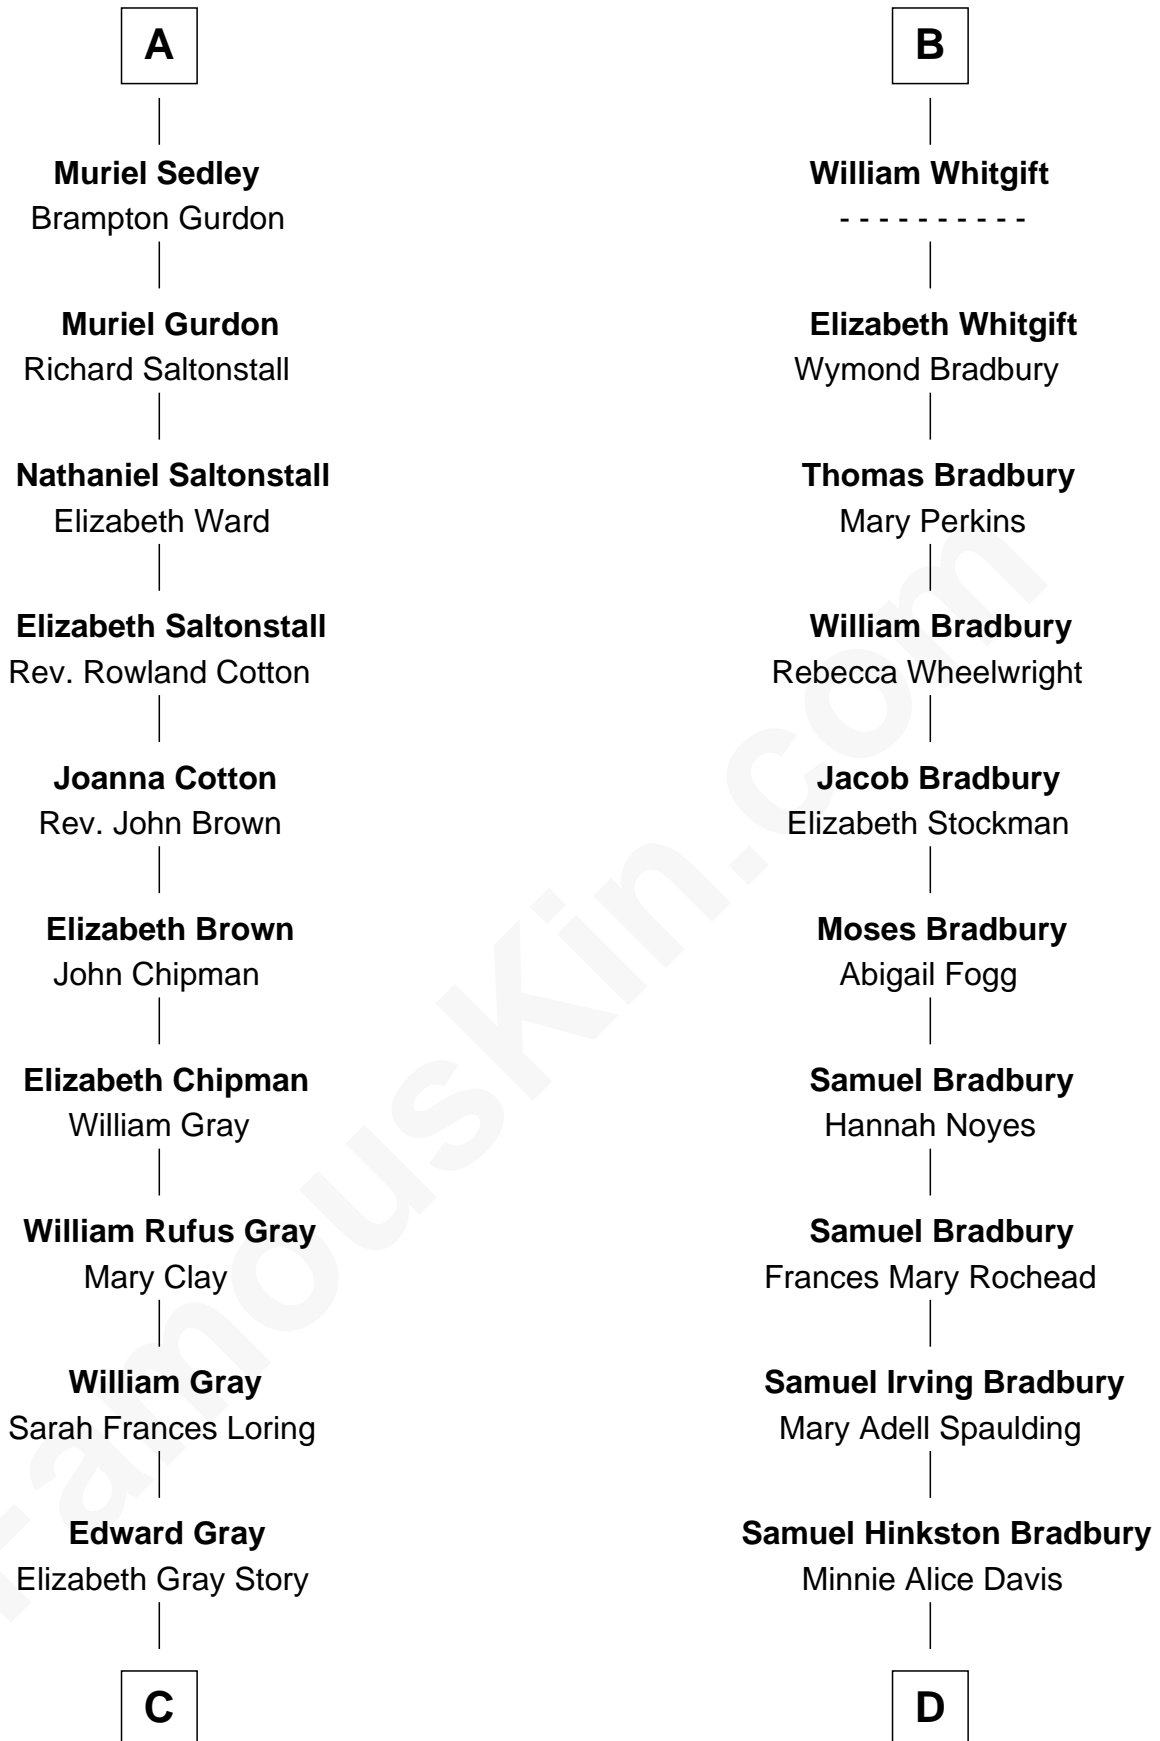 A
Muriel Sedley
Brampton Gurdon
Muriel Gurdon
Richard Saltonstall
Nathaniel Saltonstall
Elizabeth Ward
Elizabeth Saltonstall
Rev. Rowland Cotton
Joanna Cotton
Rev. John Brown
Elizabeth Brown
John Chipman
Elizabeth Chipman
William Gray
William Rufus Gray
Mary Clay
William Gray
Sarah Frances Loring
Edward Gray
Elizabeth Gray Story
C
B
William Whitgift
- - - - - - - - - -
Elizabeth Whitgift
Wymond Bradbury
Thomas Bradbury
Mary Perkins
William Bradbury
Rebecca Wheelwright
Jacob Bradbury
Elizabeth Stockman
Moses Bradbury
Abigail Fogg
Samuel Bradbury
Hannah Noyes
Samuel Bradbury
Frances Mary Rochead
Samuel Irving Bradbury
Mary Adell Spaulding
Samuel Hinkston Bradbury
Minnie Alice Davis
D
FamousKin.com